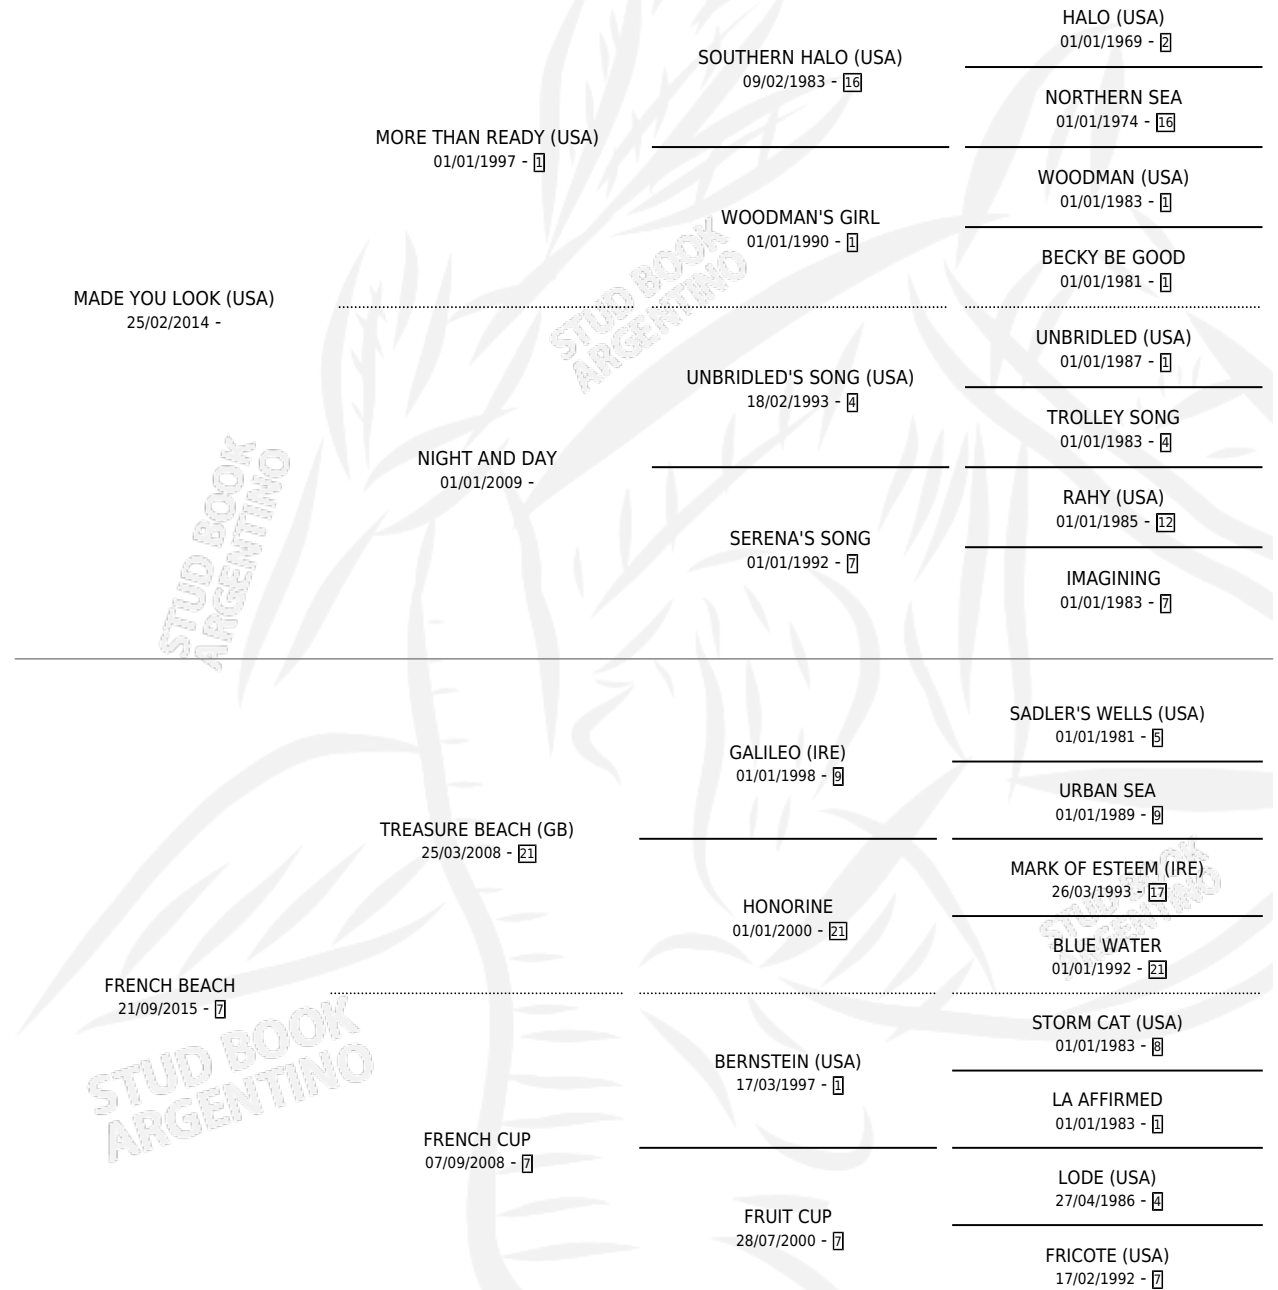 HALO (USA)
01/01/1969 - 2
SOUTHERN HALO (USA)
09/02/1983 - 16
NORTHERN SEA
01/01/1974 - 16
MORE THAN READY (USA)
01/01/1997 - 1
WOODMAN (USA)
01/01/1983 - 1
WOODMAN'S GIRL
01/01/1990 - 1
BECKY BE GOOD
01/01/1981 - 1
MADE YOU LOOK (USA)
25/02/2014 -
UNBRIDLED (USA)
01/01/1987 - 1
UNBRIDLED'S SONG (USA)
18/02/1993 - 4
TROLLEY SONG
01/01/1983 - 4
NIGHT AND DAY
01/01/2009 -
RAHY (USA)
01/01/1985 - 12
SERENA'S SONG
01/01/1992 - 7
IMAGINING
01/01/1983 - 7
SADLER'S WELLS (USA)
01/01/1981 - 5
GALILEO (IRE)
01/01/1998 - 9
URBAN SEA
01/01/1989 - 9
TREASURE BEACH (GB)
25/03/2008 - 21
MARK OF ESTEEM (IRE)
26/03/1993 - 17
HONORINE
01/01/2000 - 21
BLUE WATER
01/01/1992 - 21
FRENCH BEACH
21/09/2015 - 7
STORM CAT (USA)
01/01/1983 - 8
BERNSTEIN (USA)
17/03/1997 - 1
LA AFFIRMED
01/01/1983 - 1
FRENCH CUP
07/09/2008 - 7
LODE (USA)
27/04/1986 - 4
FRUIT CUP
28/07/2000 - 7
FRICOTE (USA)
17/02/1992 - 7
STUD BOOK
ARGENTINO
STUD BOOK
ARGENTINO
STUD BOOK
ARGENTINO
STUD BOOK
ARGENTINO